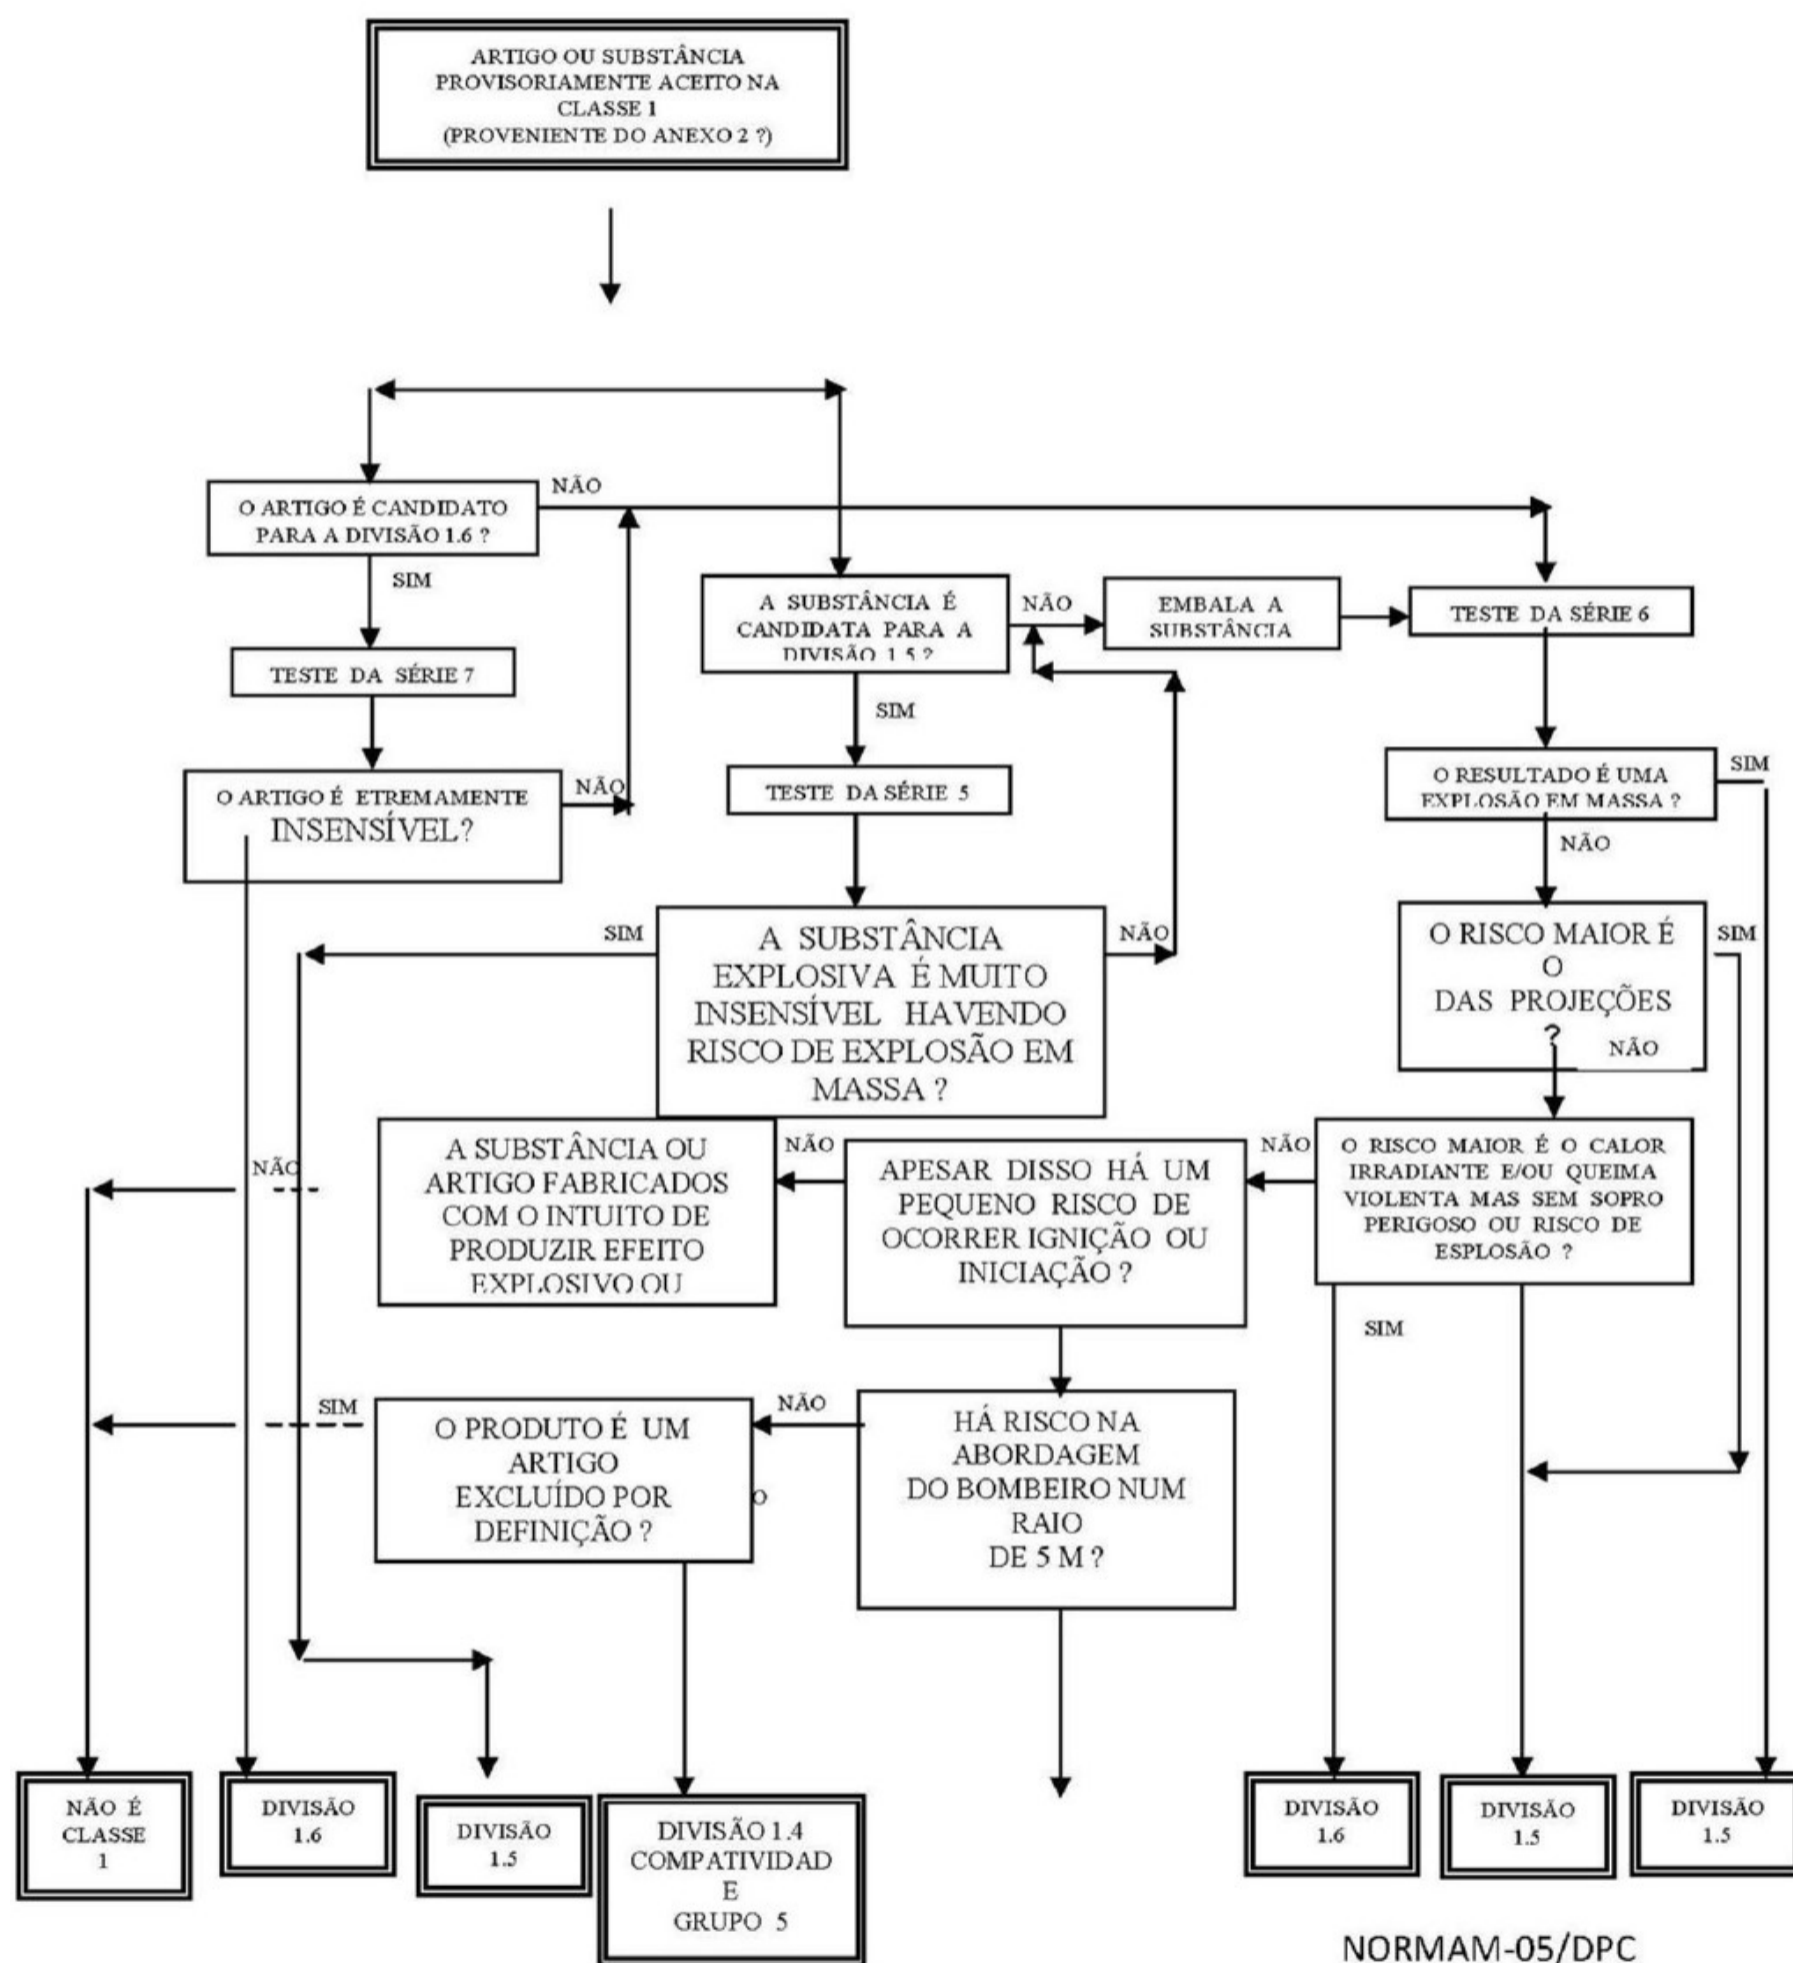 ARTIGO OU SUBSTÂNCIA
PROVISORIAMENTE ACEITO NA
CLASSE 1
(PROVENIENTE DO ANEXO 2 ?)
O ARTIGO É CANDIDATO
PARA A DIVISÃO 1.6 ?
NÃO
SIM
TESTE DA SÉRIE 7
O ARTIGO É ETREMAMENTE
INSENSÍVEL?
NÃO
A SUBSTÂNCIA É
CANDIDATA PARA A
DIVISÃO 1.5 ?
NÃO
EMBALA A
SUBSTÂNCIA
TESTE DA SÉRIE 6
SIM
TESTE DA SÉRIE 5
O RESULTADO É UMA
EXPLOSÃO EM MASSA ?
SIM
NÃO
SIM
A SUBSTÂNCIA
EXPLOSIVA É MUITO
INSENSÍVEL HAVENDO
RISCO DE EXPLOSÃO EM
MASSA ?
NÃO
O RISCO MAIOR É
O
DAS PROJEÇÕES
?
SIM
NÃO
NÃO
A SUBSTÂNCIA OU
ARTIGO FABRICADOS
COM O INTUITO DE
PRODUZIR EFEITO
EXPLOSIVO OU
NÃO
APESAR DISSO HÁ UM
PEQUENO RISCO DE
OCORRER IGNIÇÃO OU
INICIAÇÃO ?
NÃO
O RISCO MAIOR É O CALOR
IRRADIANTE E/OU QUEIMA
VIOLENTA MAS SEM SOPRO
PERIGOSO OU RISCO DE
ESPLOSÃO ?
SIM
SIM
O PRODUTO É UM
ARTIGO
EXCLUÍDO POR
DEFINIÇÃO ?
NÃO
O
HÁ RISCO NA
ABORDAGEM
DO BOMBEIRO NUM
RAIO
DE 5 M ?
NÃO É
CLASSE
1
DIVISÃO
1.6
DIVISÃO
1.5
DIVISÃO 1.4
COMPATIVIDAD
E
GRUPO 5
DIVISÃO
1.6
DIVISÃO
1.5
DIVISÃO
1.5
NORMAM-05/DPC